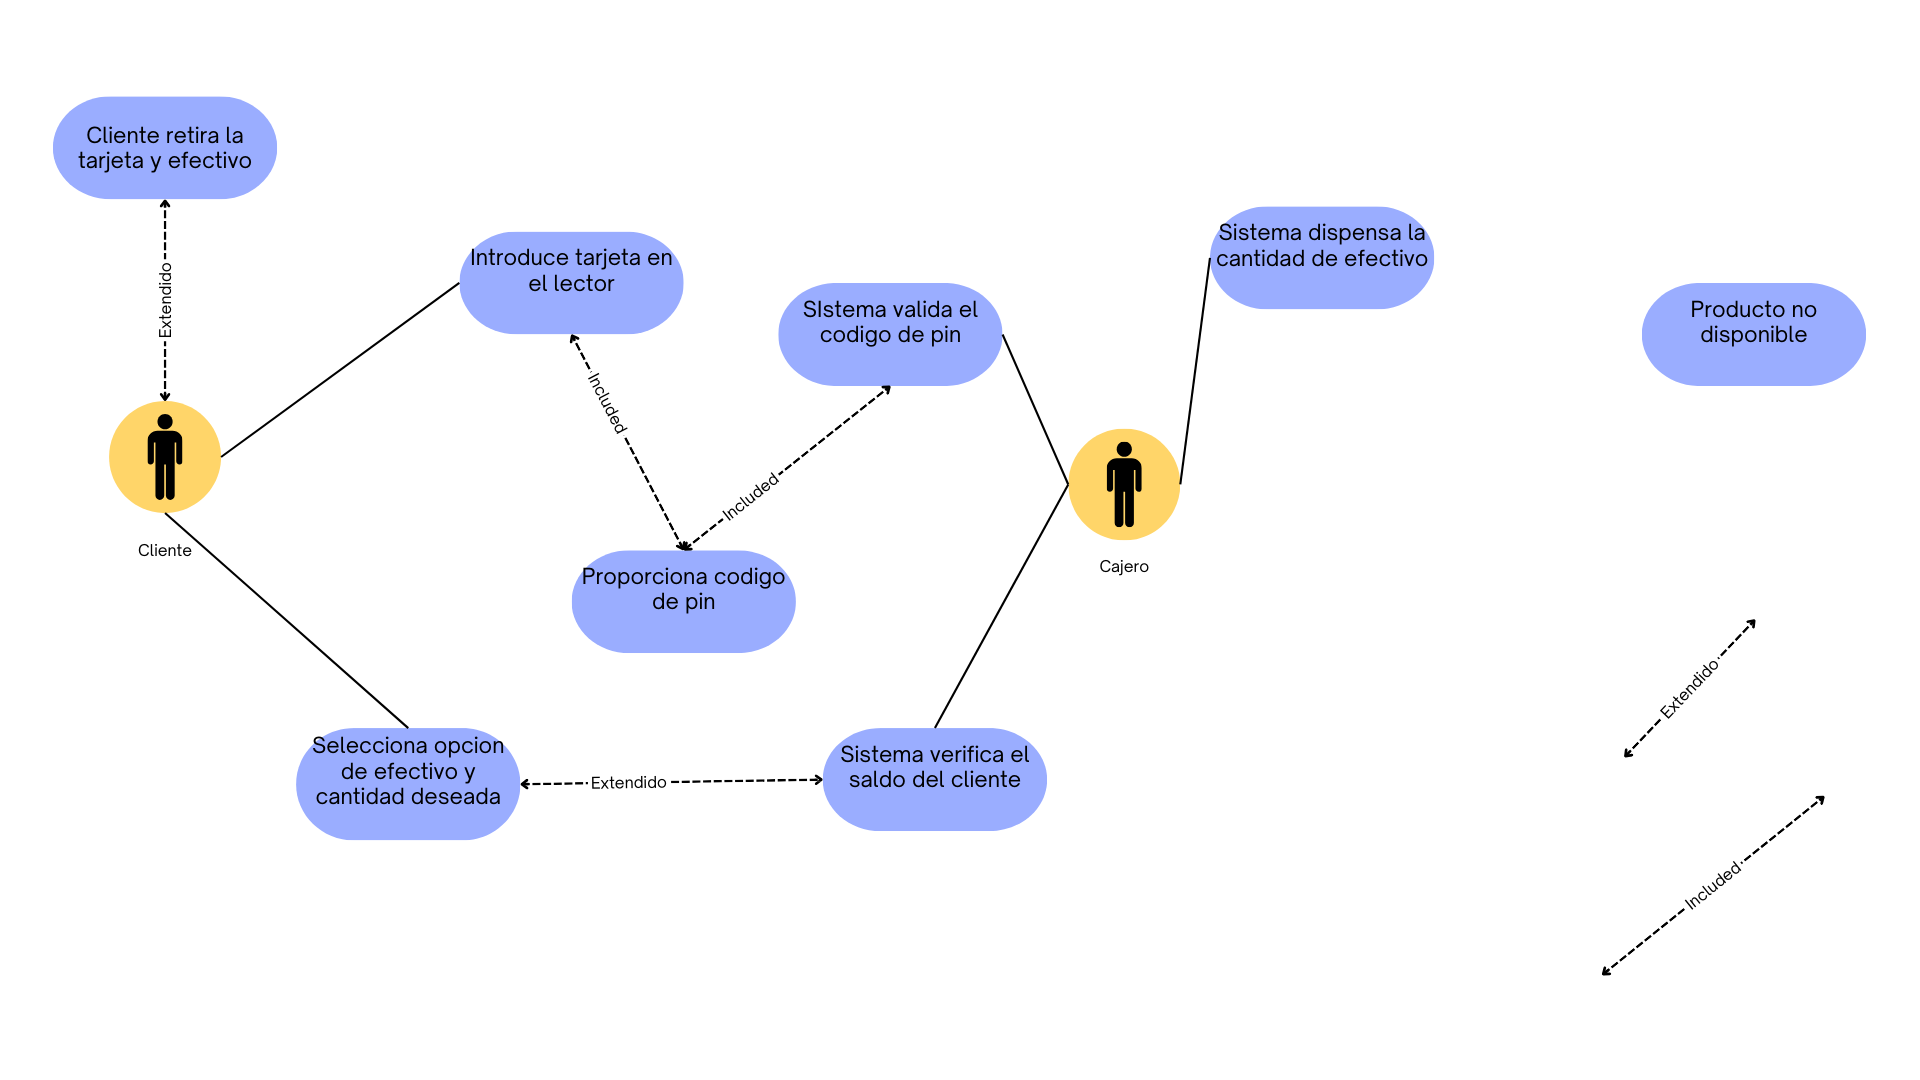 Cliente retira la
tarjeta y efectivo
Extendido
Cliente
Introduce tarjeta en
el lector
Included
Proporciona codigo
de pin
Included
SIstema valida el
codigo de pin
Selecciona opcion
de efectivo y
cantidad deseada
Extendido
Sistema verifica el
saldo del cliente
Cajero
Sistema dispensa la
cantidad de efectivo
Producto no
disponible
Extendido
Included